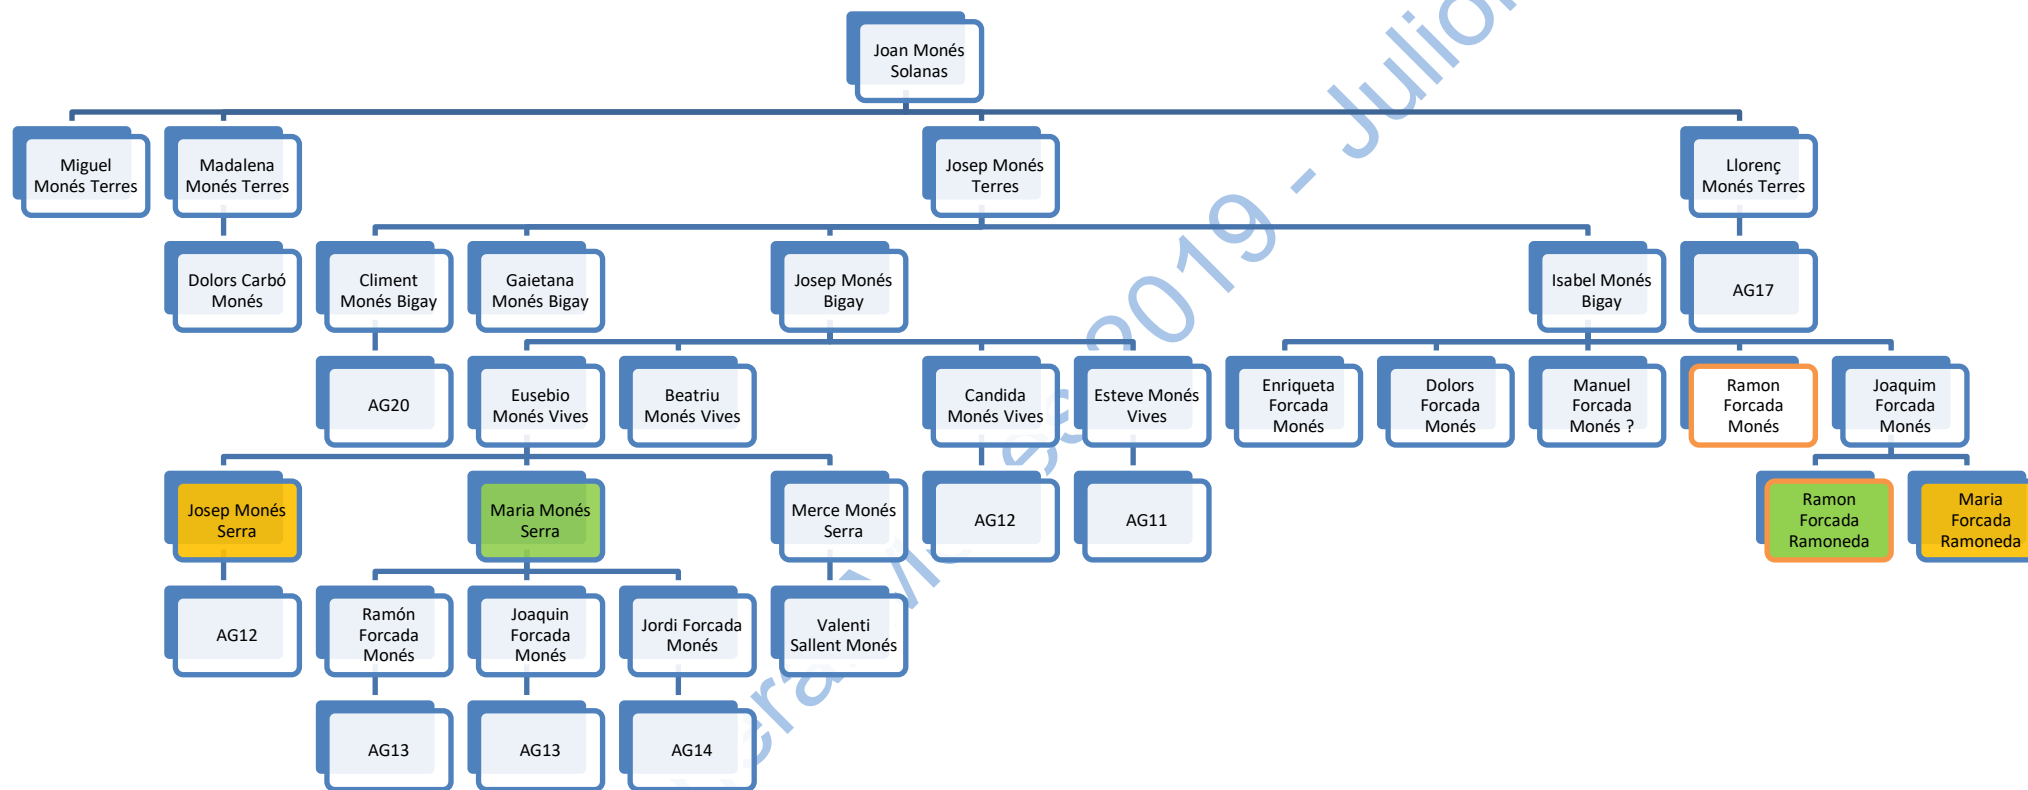 Joan Monés
Solanas
Miguel
Monés Terres
Madalena
Monés Terres
Josep Monés
Terres
Llorenç
Monés Terres
Dolors Carbó
Monés
Climent
Monés Bigay
Gaietana
Monés Bigay
Josep Monés
Bigay
Isabel Monés
Bigay
AG17
AG20
Eusebio
Monés Vives
Beatriu
Monés Vives
Candida
Monés Vives
Esteve Monés
Vives
Enriqueta
Forcada
Monés
Dolors
Forcada
Monés
Manuel
Forcada
Monés ?
Ramon
Forcada
Monés
Joaquim
Forcada
Monés
Josep Monés
Serra
Maria Monés
Serra
Merce Monés
Serra
AG12
AG11
Ramon
Forcada
Ramoneda
Maria
Forcada
Ramoneda
AG12
Ramón
Forcada
Monés
Joaquin
Forcada
Monés
Jordi Forcada
Monés
Valenti
Sallent Monés
AG13
AG13
AG14
2019 - Juliol